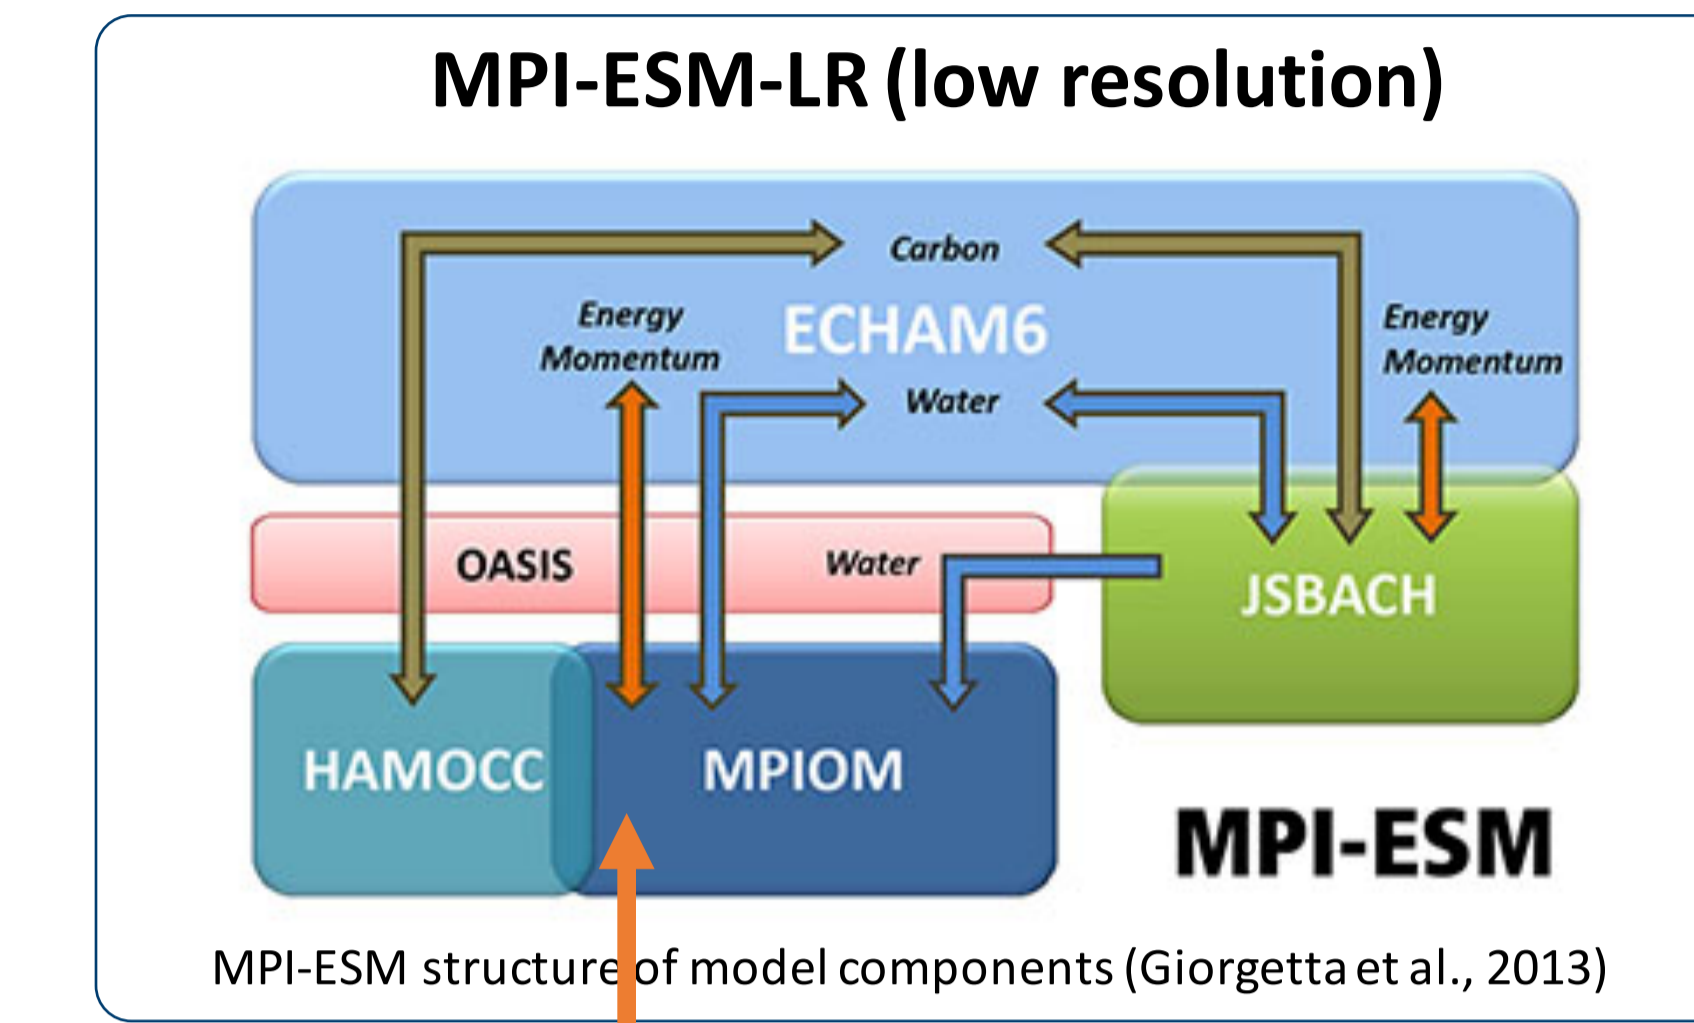 MPI-ESM-LR (low resolution)
Carbon
Energy
Momentum
ECHAM6
Energy
Momentum
Water
OASIS
Water
JSBACH
HAMOCC
MPIOM
MPI-ESM
MPI-ESM structure of model components (Giorgetta et al., 2013)